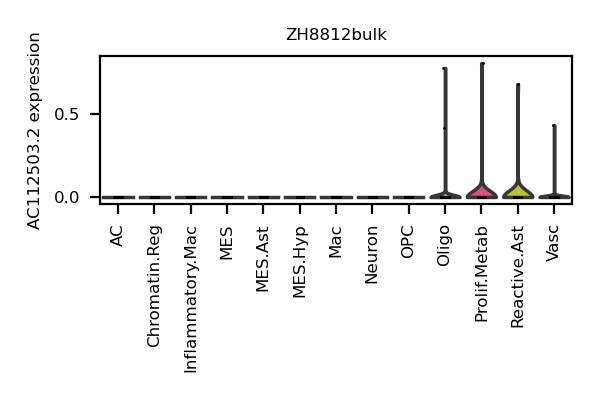 ZH8812bulk
AC112503.2 expression
0.5
0.0
AC
Chromatin.Reg
Inflammatory.Mac
MES
MES.Ast
MES.Hyp
Mac
Neuron
OPC
Oligo
Prolif.Metab
Reactive.Ast
Vasc